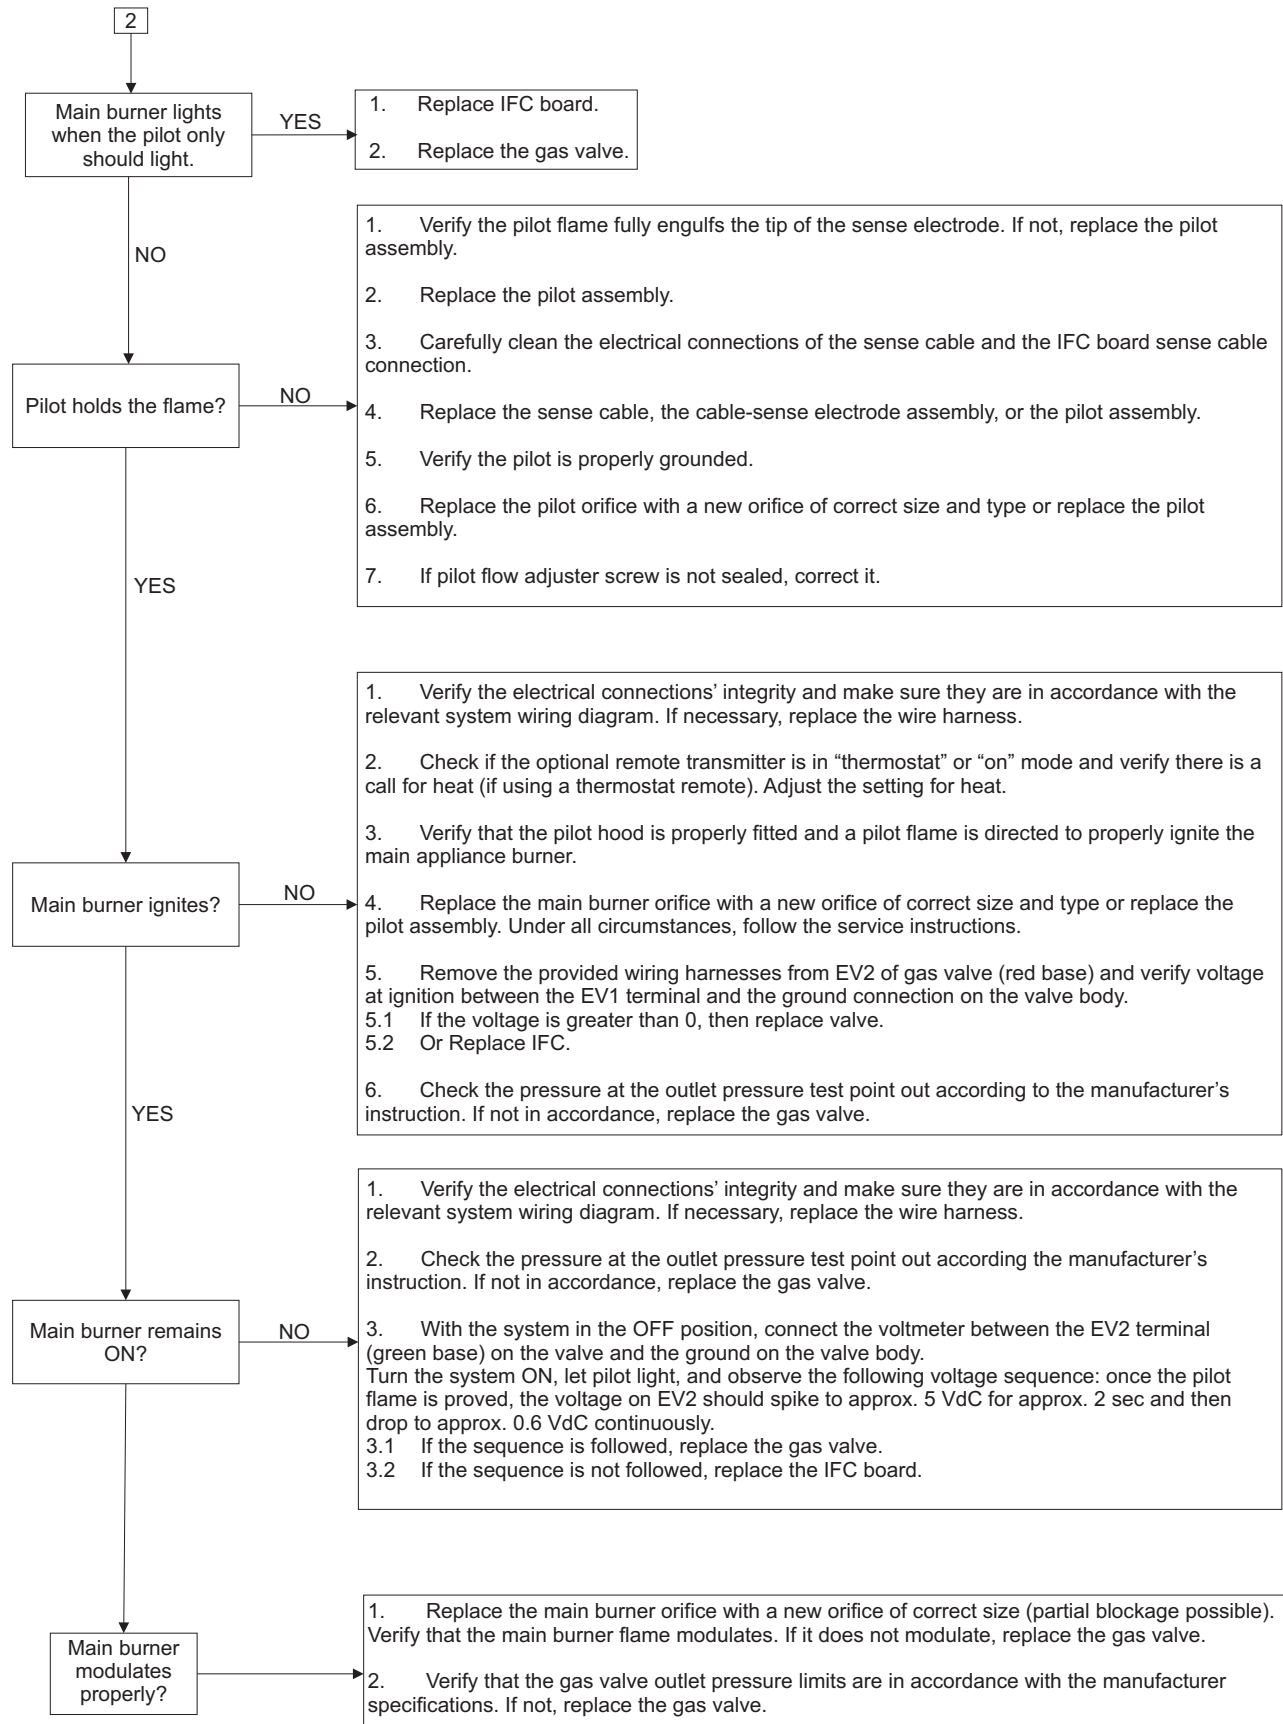 2
Main burner lights
when the pilot only
should light.
YES
1. Replace IFC board.
2. Replace the gas valve.
NO
1. Verify the pilot flame fully engulfs the tip of the sense electrode. If not, replace the pilot
assembly.
2. Replace the pilot assembly.
3. Carefully clean the electrical connections of the sense cable and the IFC board sense cable
connection.
4. Replace the sense cable, the cable-sense electrode assembly, or the pilot assembly.
5. Verify the pilot is properly grounded.
6. Replace the pilot orifice with a new orifice of correct size and type or replace the pilot
assembly.
7. If pilot flow adjuster screw is not sealed, correct it.
Pilot holds the flame?
NO
YES
1. Verify the electrical connections’ integrity and make sure they are in accordance with the
relevant system wiring diagram. If necessary, replace the wire harness.
2. Check if the optional remote transmitter is in “thermostat” or “on” mode and verify there is a
call for heat (if using a thermostat remote). Adjust the setting for heat.
3. Verify that the pilot hood is properly fitted and a pilot flame is directed to properly ignite the
main appliance burner.
4. Replace the main burner orifice with a new orifice of correct size and type or replace the
pilot assembly. Under all circumstances, follow the service instructions.
5. Remove the provided wiring harnesses from EV2 of gas valve (red base) and verify voltage
at ignition between the EV1 terminal and the ground connection on the valve body.
5.1 If the voltage is greater than 0, then replace valve.
5.2 Or Replace IFC.
6. Check the pressure at the outlet pressure test point out according to the manufacturer’s
instruction. If not in accordance, replace the gas valve.
Main burner ignites?
NO
YES
1. Verify the electrical connections’ integrity and make sure they are in accordance with the
relevant system wiring diagram. If necessary, replace the wire harness.
2. Check the pressure at the outlet pressure test point out according the manufacturer’s
instruction. If not in accordance, replace the gas valve.
3. With the system in the OFF position, connect the voltmeter between the EV2 terminal
(green base) on the valve and the ground on the valve body.
Turn the system ON, let pilot light, and observe the following voltage sequence: once the pilot
flame is proved, the voltage on EV2 should spike to approx. 5 VdC for approx. 2 sec and then
drop to approx. 0.6 VdC continuously.
3.1 If the sequence is followed, replace the gas valve.
3.2 If the sequence is not followed, replace the IFC board.
Main burner remains
ON?
NO
1. Replace the main burner orifice with a new orifice of correct size (partial blockage possible).
Verify that the main burner flame modulates. If it does not modulate, replace the gas valve.
2. Verify that the gas valve outlet pressure limits are in accordance with the manufacturer
specifications. If not, replace the gas valve.
Main burner
modulates
properly?